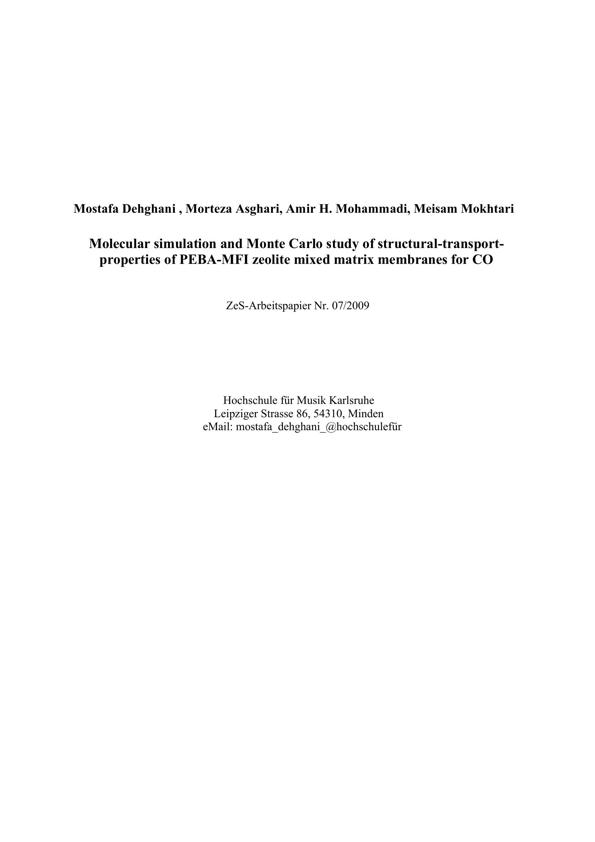 Mostafa Dehghani , Morteza Asghari, Amir H. Mohammadi, Meisam Mokhtari
Molecular simulation and Monte Carlo study of structural-transport-
properties of PEBA-MFI zeolite mixed matrix membranes for CO
ZeS-Arbeitspapier Nr. 07/2009
Hochschule für Musik Karlsruhe
Leipziger Strasse 86, 54310, Minden
eMail: mostafa_dehghani_@hochschulefür